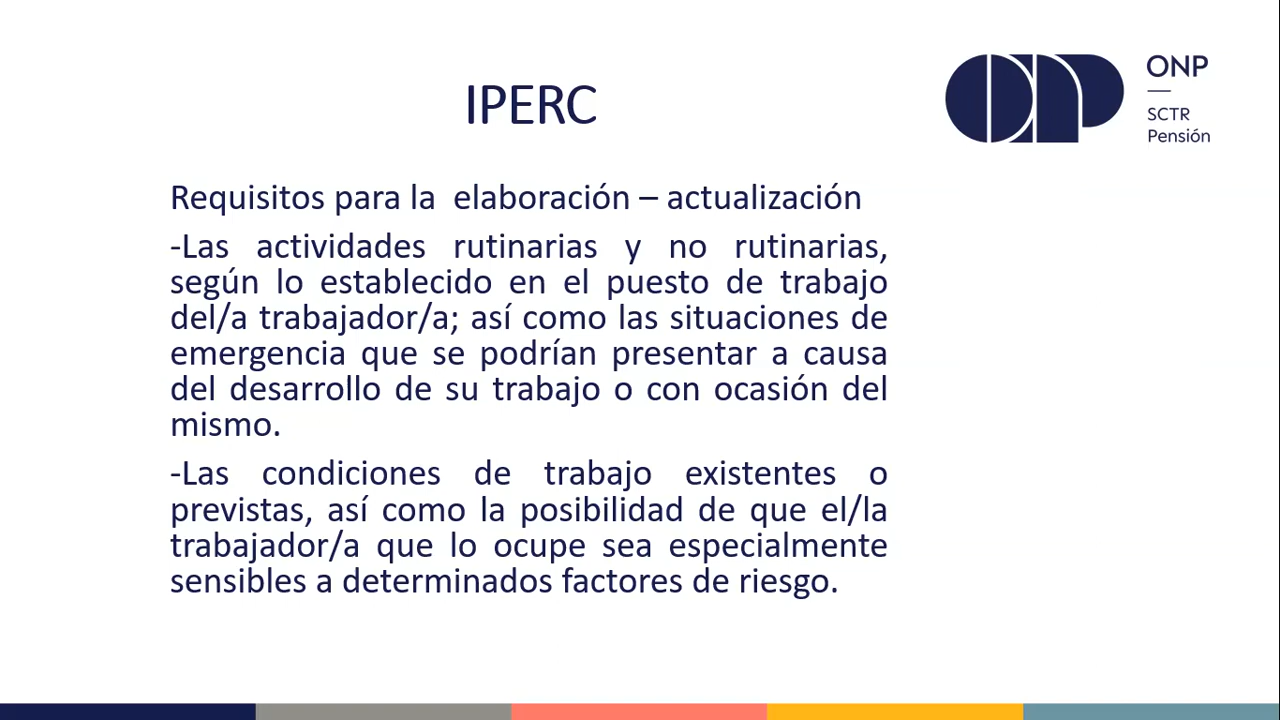 IPERC
ONP
ONP
SCTR
Pensión
Requisitos para la elaboración – actualización
-Las actividades rutinarias y no rutinarias,
según lo establecido en el puesto de trabajo
del/a trabajador/a; así como las situaciones de
emergencia que se podrían presentar a causa
del desarrollo de su trabajo o con ocasión del
mismo.
-Las condiciones de trabajo existentes o
previstas, así como la posibilidad de que el/la
trabajador/a que lo ocupe sea especialmente
sensibles a determinados factores de riesgo.